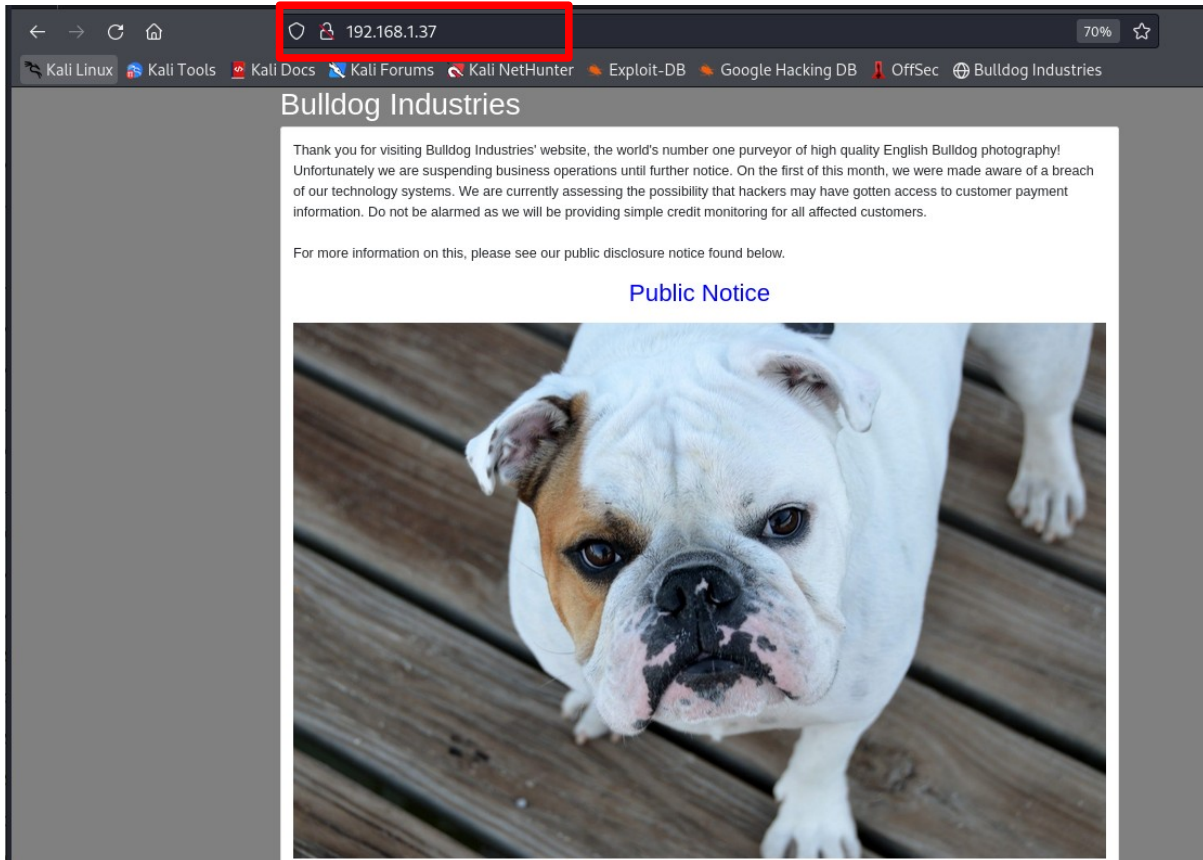 192.168.1.37
70%
Kali Linux Kali Tools Kali Docs Kali Forums Kali NetHunter Exploit-DB Google Hacking DB OffSec Bulldog Industries
Bulldog Industries
Thank you for visiting Bulldog Industries' website, the world's number one purveyor of high quality English Bulldog photography!
Unfortunately we are suspending business operations until further notice. On the first of this month, we were made aware of a breach
of our technology systems. We are currently assessing the possibility that hackers may have gotten access to customer payment
information. Do not be alarmed as we will be providing simple credit monitoring for all affected customers.
For more information on this, please see our public disclosure notice found below.
Public Notice